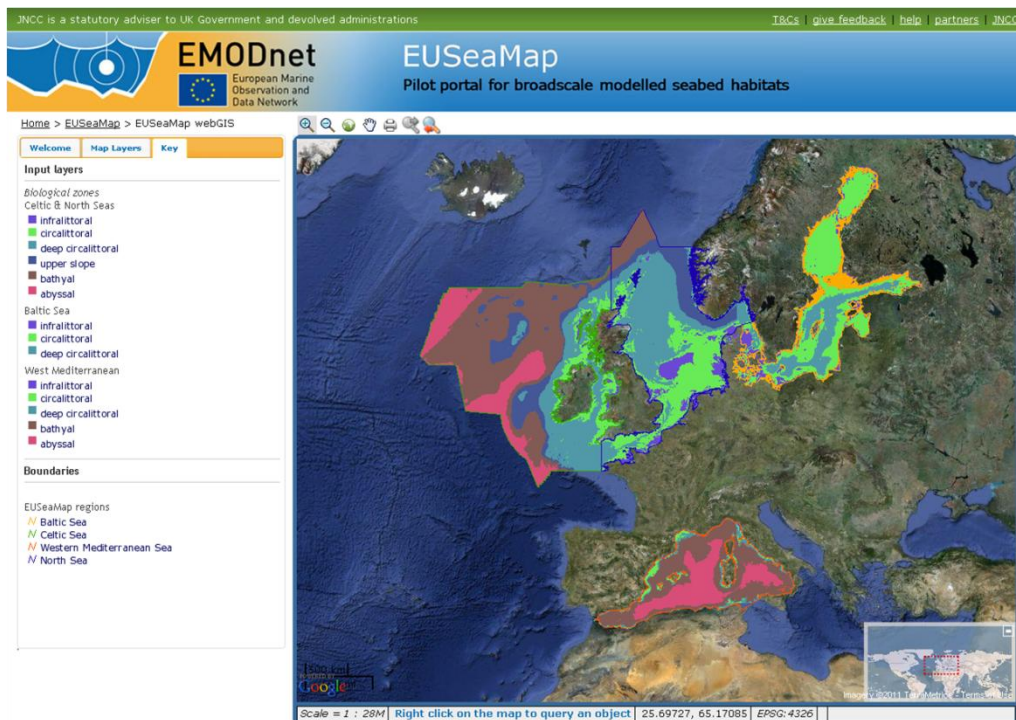 JNCC is a statutory adviser to UK Government and devolved administrations
T&Cs | give feedback | help | partners | JNCC
EMODnet
European Marine
Observation and
Data Network
EUSeaMap
Pilot portal for broadscale modelled seabed habitats
Home > EUSeaMap > EUSeaMap webGIS
Welcome
Map Layers
Key
Input layers
Biological zones
Celtic & North Seas
infralittoral
circalittoral
deep circalittoral
upper slope
bathyal
abyssal
Baltic Sea
infralittoral
circalittoral
deep circalittoral
West Mediterranean
infralittoral
circalittoral
deep circalittoral
bathyal
abyssal
Boundaries
EUSeaMap regions
Baltic Sea
Celtic Sea
Western Mediterranean Sea
North Sea
500 km
POWERED BY
Google
Imagery ©2011 TerraMetrics - Terms of Use
Scale = 1 : 28M
Right click on the map to query an object
25.69727, 65.17085
EPSG:4326